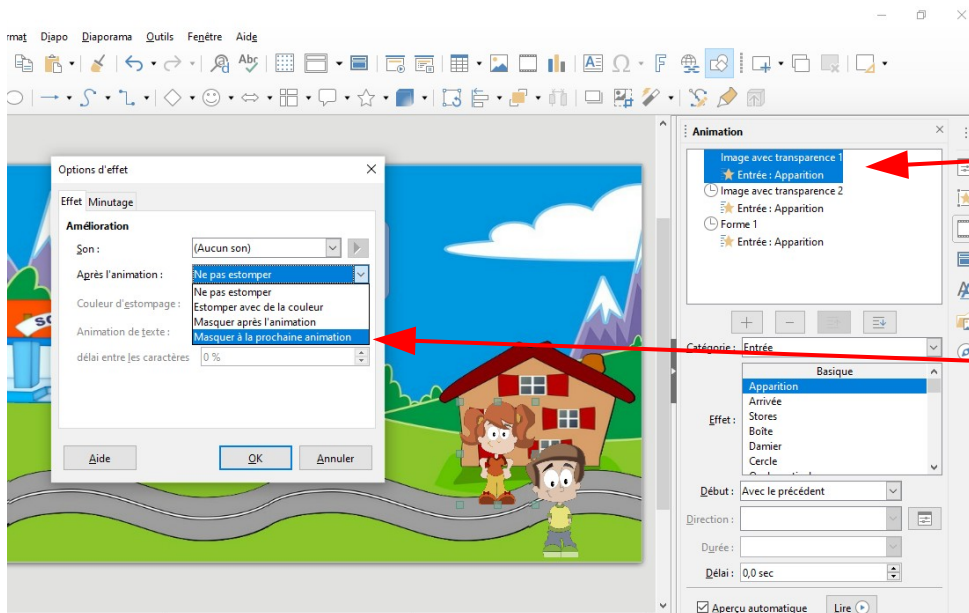 rmat Diapo Diaporama Outils Fenêtre Aide
Animation
Image avec transparence 1
Entrée : Apparition
Image avec transparence 2
Entrée : Apparition
Forme 1
Entrée : Apparition
Options d'effet
Effet Minutage
Amélioration
Son : (Aucun son)
Après l'animation : Ne pas estomper
Ne pas estomper
Couleur d'estompage : Estomper avec de la couleur
Masquer après l'animation
Animation de texte : Masquer à la prochaine animation
délai entre les caractères 0 %
Aide OK Annuler
SC
Catégorie : Entrée
Basique
Apparition
Arrivée
Effet : Stores
Boîte
Damier
Cercle
Début : Avec le précédent
Direction :
Durée :
Délai : 0,0 sec
Aperçu automatique Lire